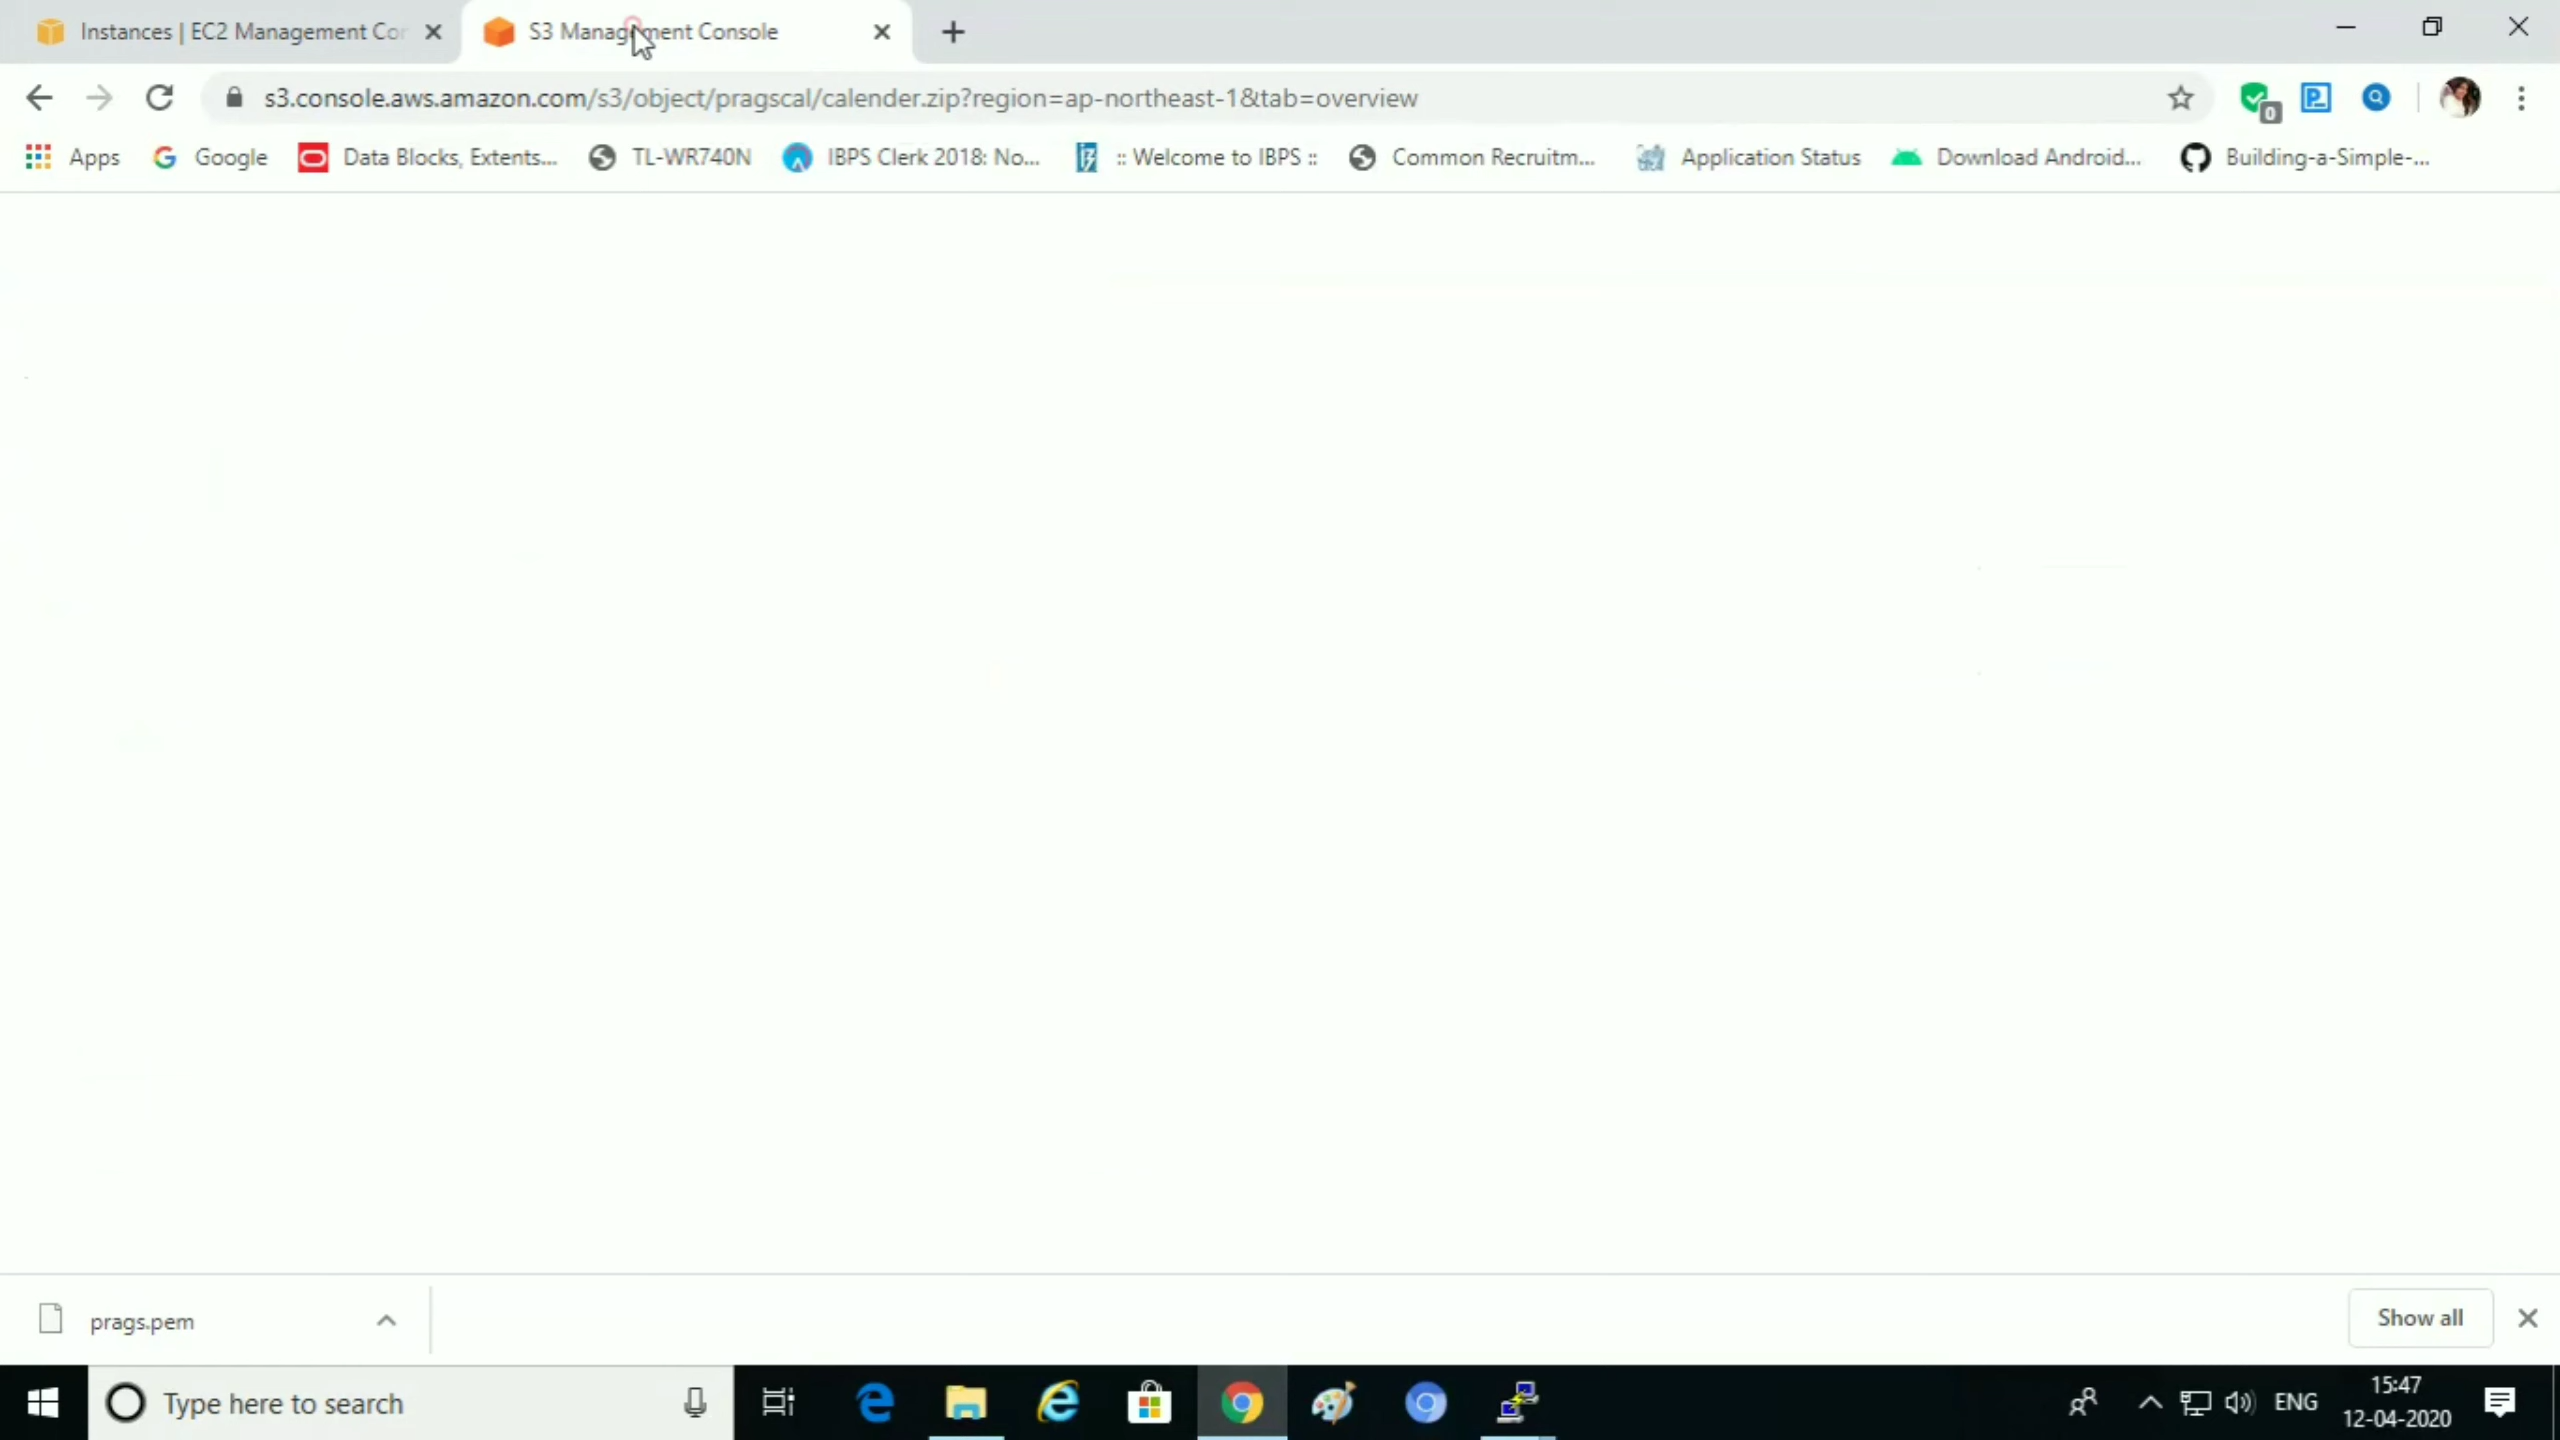 Instances | EC2 Management Cor
S3 Management Console
s3.console.aws.amazon.com/s3/object/pragscal/calender.zip?region=ap-northeast-1&tab=overview
0
Apps
Google
Data Blocks, Extents...
TL-WR740N
IBPS Clerk 2018: No...
:: Welcome to IBPS ::
Common Recruitm...
Application Status
Download Android...
Building-a-Simple-...
prags.pem
Show all
Type here to search
ENG
15:47
12-04-2020